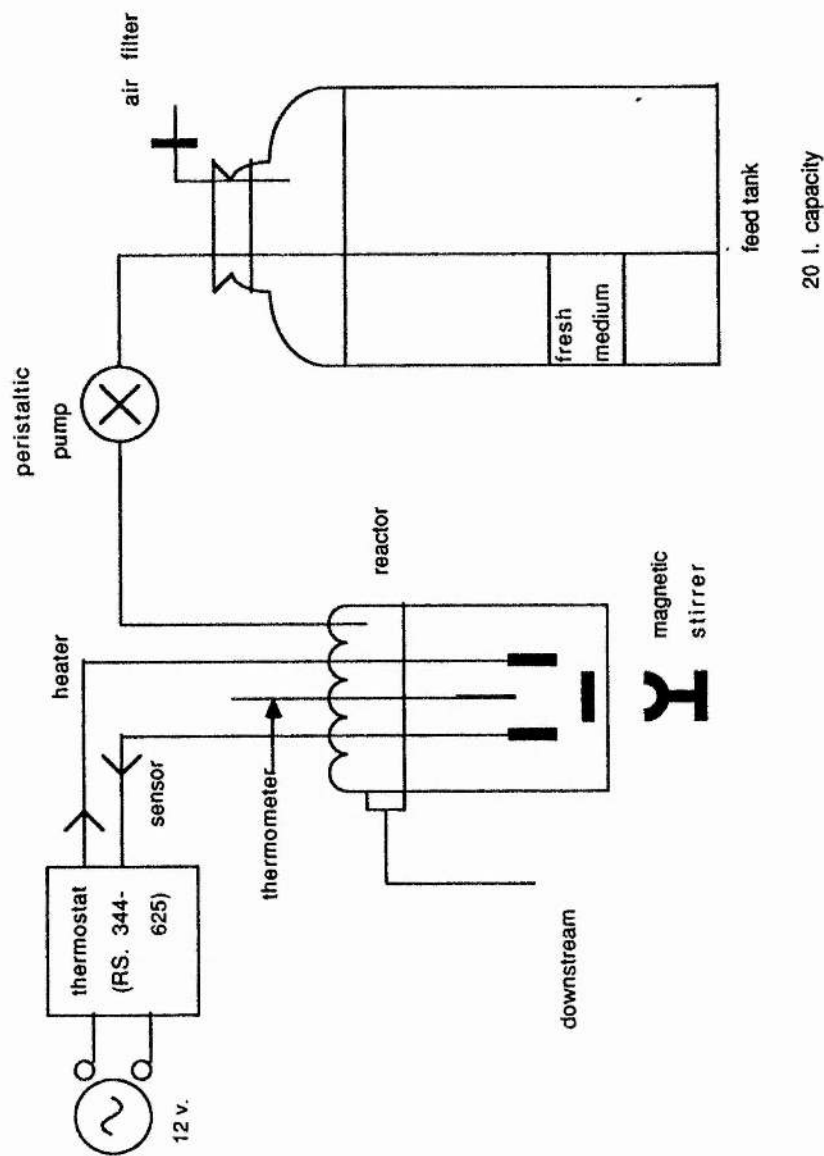 12 v.
thermostat
(RS. 344-
625)
sensor
heater
thermometer
downstream
reactor
magnetic
stirrer
peristaltic
pump
air filter
fresh
medium
feed tank
20 l. capacity